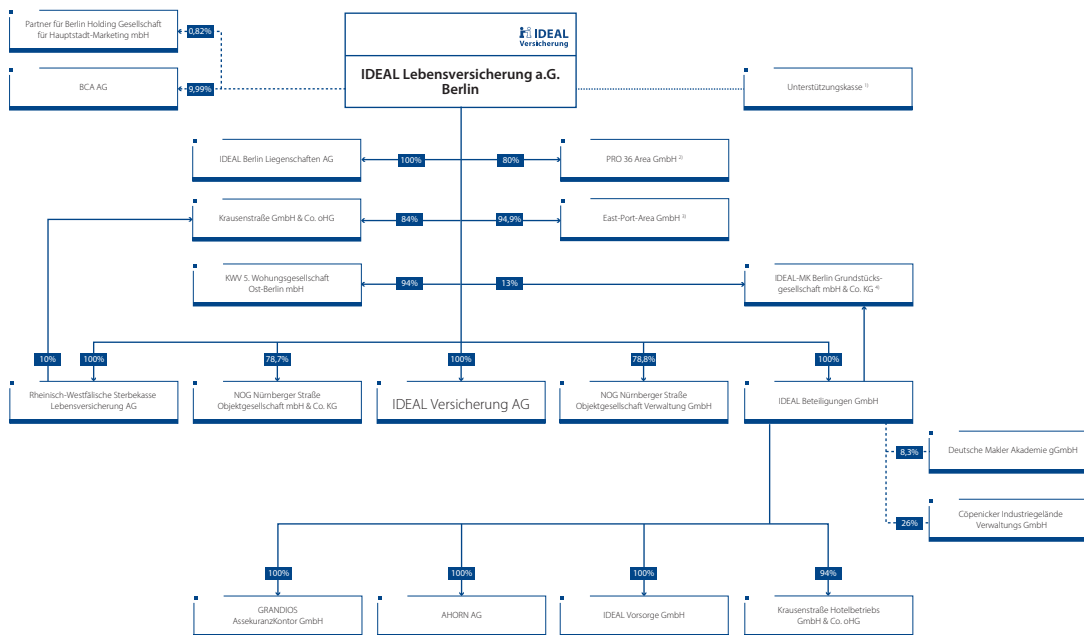 Partner für Berlin Holding Gesellschaft
für Hauptstadt-Marketing mbH
0,82%
IDEAL
Versicherung
IDEAL Lebensversicherung a.G.
Berlin
BCA AG
9,99%
Unterstützungskasse 1)
IDEAL Berlin Liegenschaften AG
100%
80%
PRO 36 Area GmbH 2)
Krausenstraße GmbH & Co. oHG
84%
94,9%
East-Port-Area GmbH 3)
KWV 5. Wohungsgesellschaft
Ost-Berlin mbH
94%
13%
IDEAL-MK Berlin Grundstücks-
gesellschaft mbH & Co. KG 4)
10%
100%
78,7%
100%
78,8%
100%
Rheinisch-Westfälische Sterbekasse
Lebensversicherung AG
NOG Nürnberger Straße
Objektgesellschaft mbH & Co. KG
IDEAL Versicherung AG
NOG Nürnberger Straße
Objektgesellschaft Verwaltung GmbH
IDEAL Beteiligungen GmbH
8,3%
Deutsche Makler Akademie gGmbH
26%
Cöpenicker Industriegelände
Verwaltungs GmbH
100%
100%
100%
94%
GRANDIOS
AssekuranzKontor GmbH
AHORN AG
IDEAL Vorsorge GmbH
Krausenstraße Hotelbetriebs
GmbH & Co. oHG